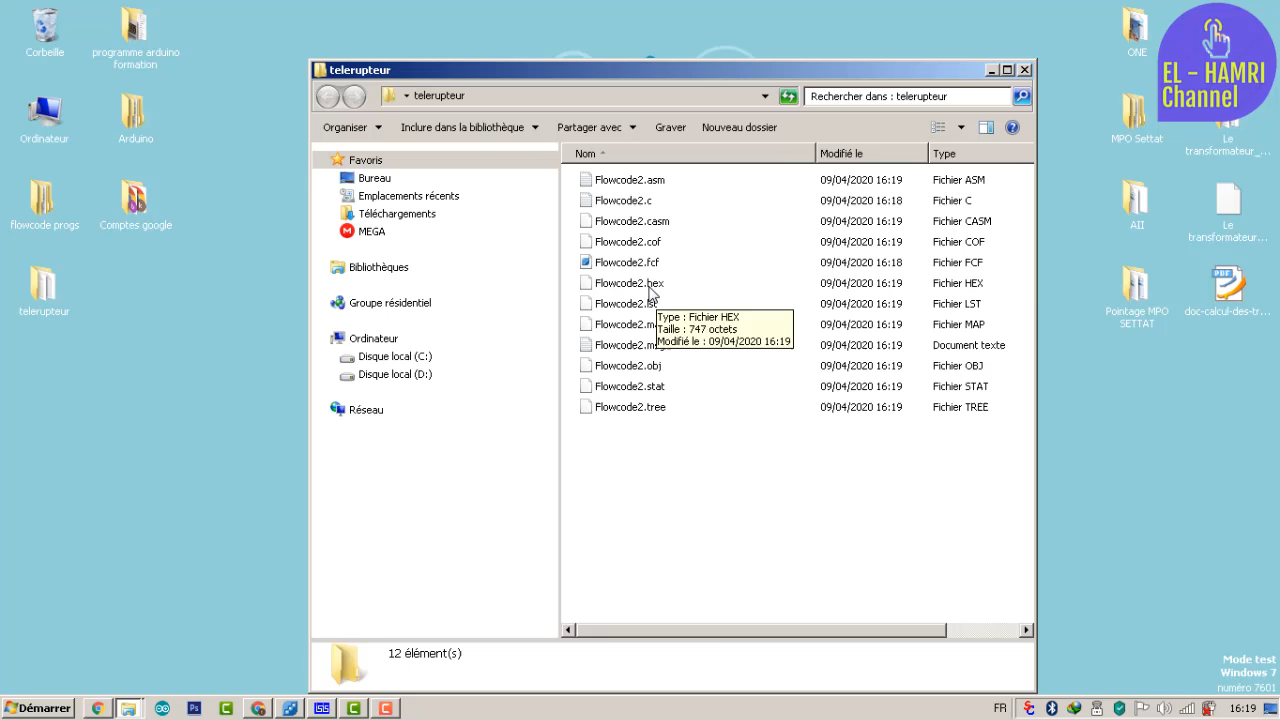 Corbeille
programme arduino
formation
ONE
EL - HAMRI
Channel
Ordinateur
Arduino
MPO Settat
Le
transformateur_...
flowcode progs
Comptes google
AII
Le
transformateur...
telerupteur
Pointage MPO
SETTAT
doc-calcul-des-tr...
telerupteur
telerupteur
Rechercher dans : telerupteur
Organiser
Inclure dans la bibliothèque
Partager avec
Graver
Nouveau dossier
Favoris
Bureau
Emplacements récents
Téléchargements
MEGA
Bibliothèques
Groupe résidentiel
Ordinateur
Disque local (C:)
Disque local (D:)
Réseau
Nom Modifié le Type
Flowcode2.asm 09/04/2020 16:19 Fichier ASM
Flowcode2.c 09/04/2020 16:18 Fichier C
Flowcode2.casm 09/04/2020 16:19 Fichier CASM
Flowcode2.cof 09/04/2020 16:19 Fichier COF
Flowcode2.fcf 09/04/2020 16:18 Fichier FCF
Flowcode2.hex 09/04/2020 16:19 Fichier HEX
Flowcode2.lst 09/04/2020 16:19 Fichier LST
09/04/2020 16:19 Fichier MAP
09/04/2020 16:19 Document texte
Flowcode2.obj 09/04/2020 16:19 Fichier OBJ
Flowcode2.stat 09/04/2020 16:19 Fichier STAT
Flowcode2.tree 09/04/2020 16:19 Fichier TREE
Type : Fichier HEX
Taille : 747 octets
Modifié le : 09/04/2020 16:19
12 élément(s)
Mode test
Windows 7
numéro 7601
Démarrer
Ps
C
ISIS
C
C
FR
16:19